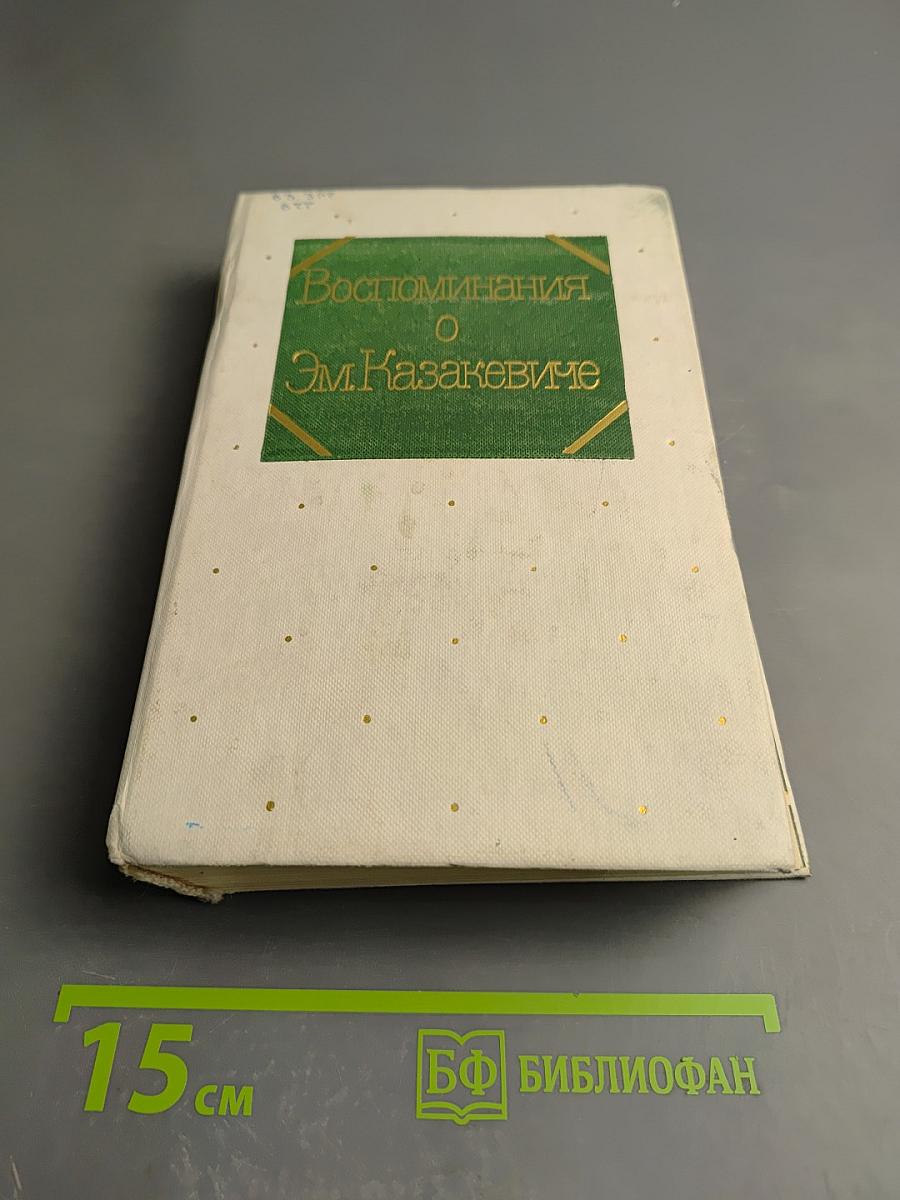 Воспоминания
о
Эм. Казакевиче
15 см
БФ БИБЛИОФАН